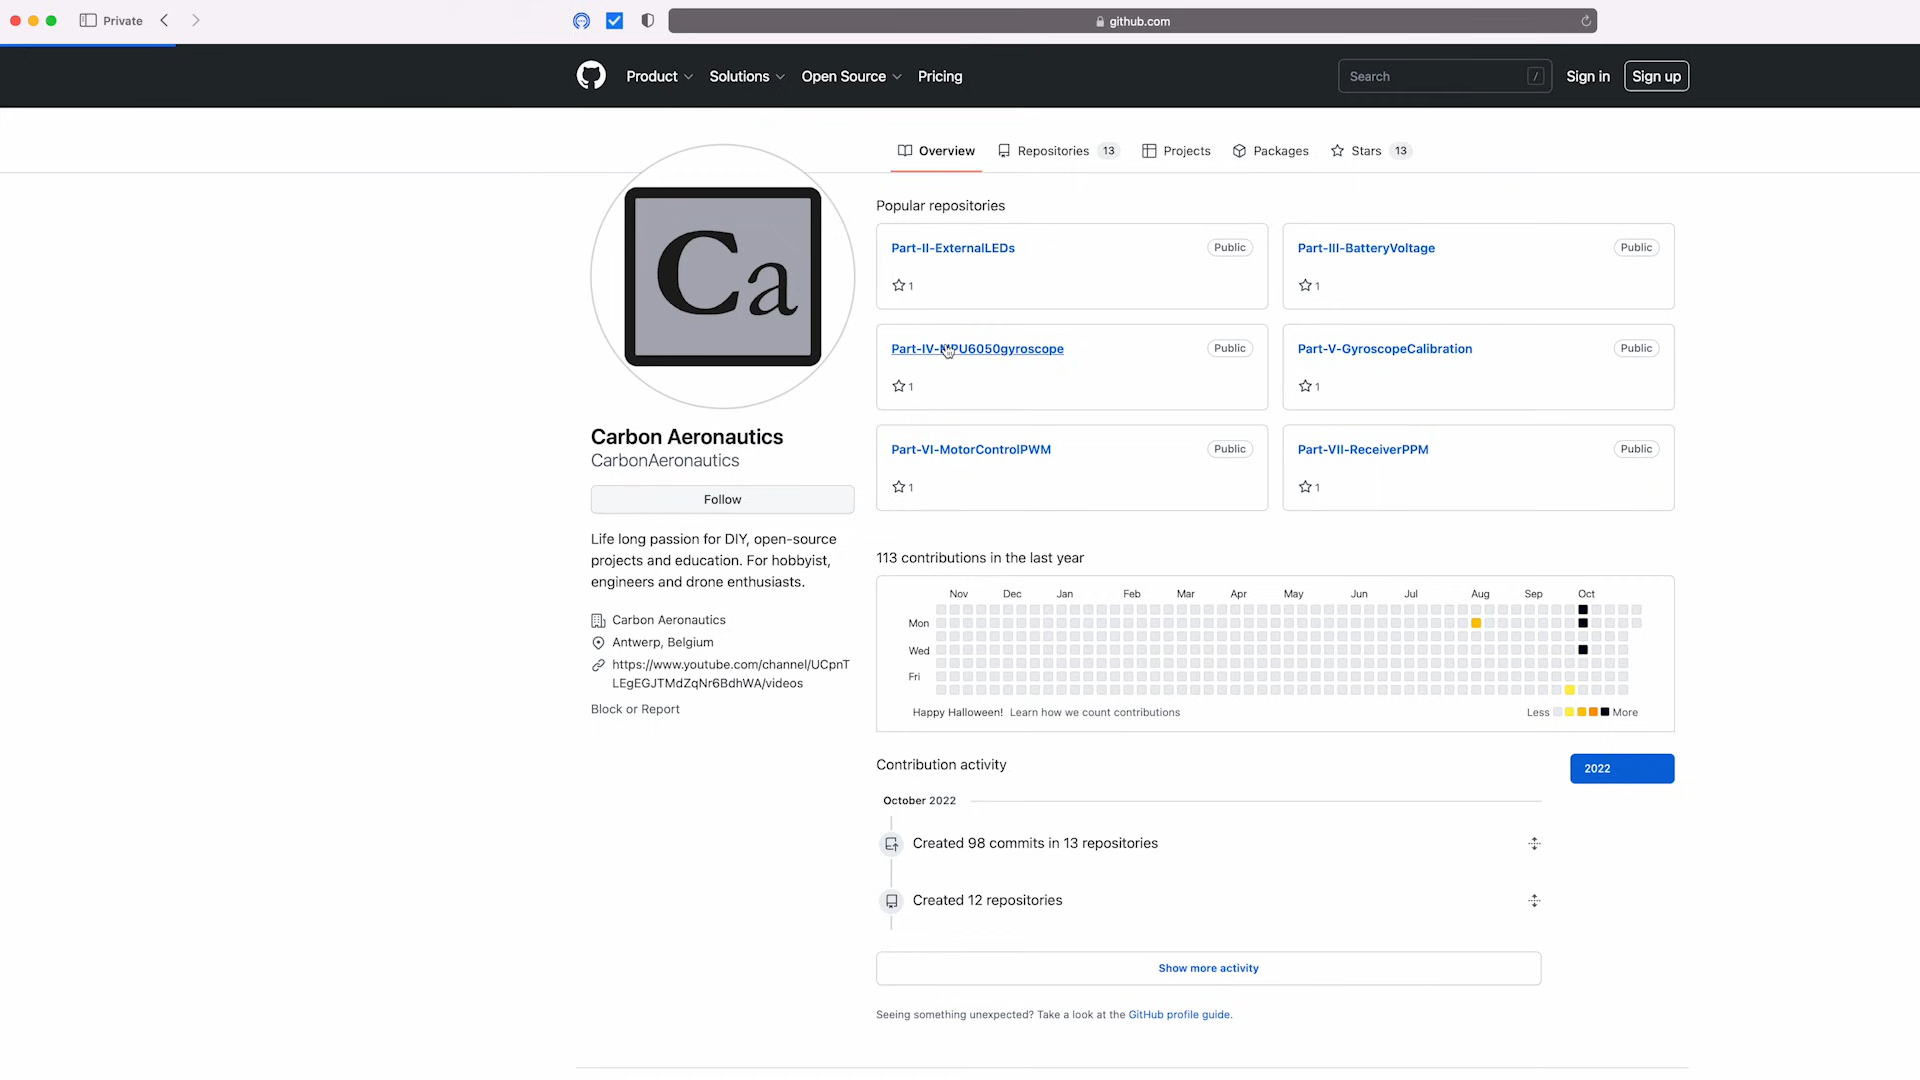 Private
github.com
Product Solutions Open Source Pricing
Search /
Sign in
Sign up
Overview Repositories 13 Projects Packages Stars 13
Ca
Carbon Aeronautics
CarbonAeronautics
Follow
Life long passion for DIY, open-source
projects and education. For hobbyist,
engineers and drone enthusiasts.
Carbon Aeronautics
Antwerp, Belgium
https://www.youtube.com/channel/UCpnT
LEgEGJTMdZqNr6BdhWA/videos
Block or Report
Popular repositories
Part-II-ExternalLEDs Public
1
Part-III-BatteryVoltage Public
1
Part-IV-MPU6050gyroscope Public
1
Part-V-GyroscopeCalibration Public
1
Part-VI-MotorControlPWM Public
1
Part-VII-ReceiverPPM Public
1
113 contributions in the last year
Nov Dec Jan Feb Mar Apr May Jun Jul Aug Sep Oct
Mon
Wed
Fri
Happy Halloween! Learn how we count contributions
Less More
Contribution activity
2022
October 2022
Created 98 commits in 13 repositories
Created 12 repositories
Show more activity
Seeing something unexpected? Take a look at the GitHub profile guide.